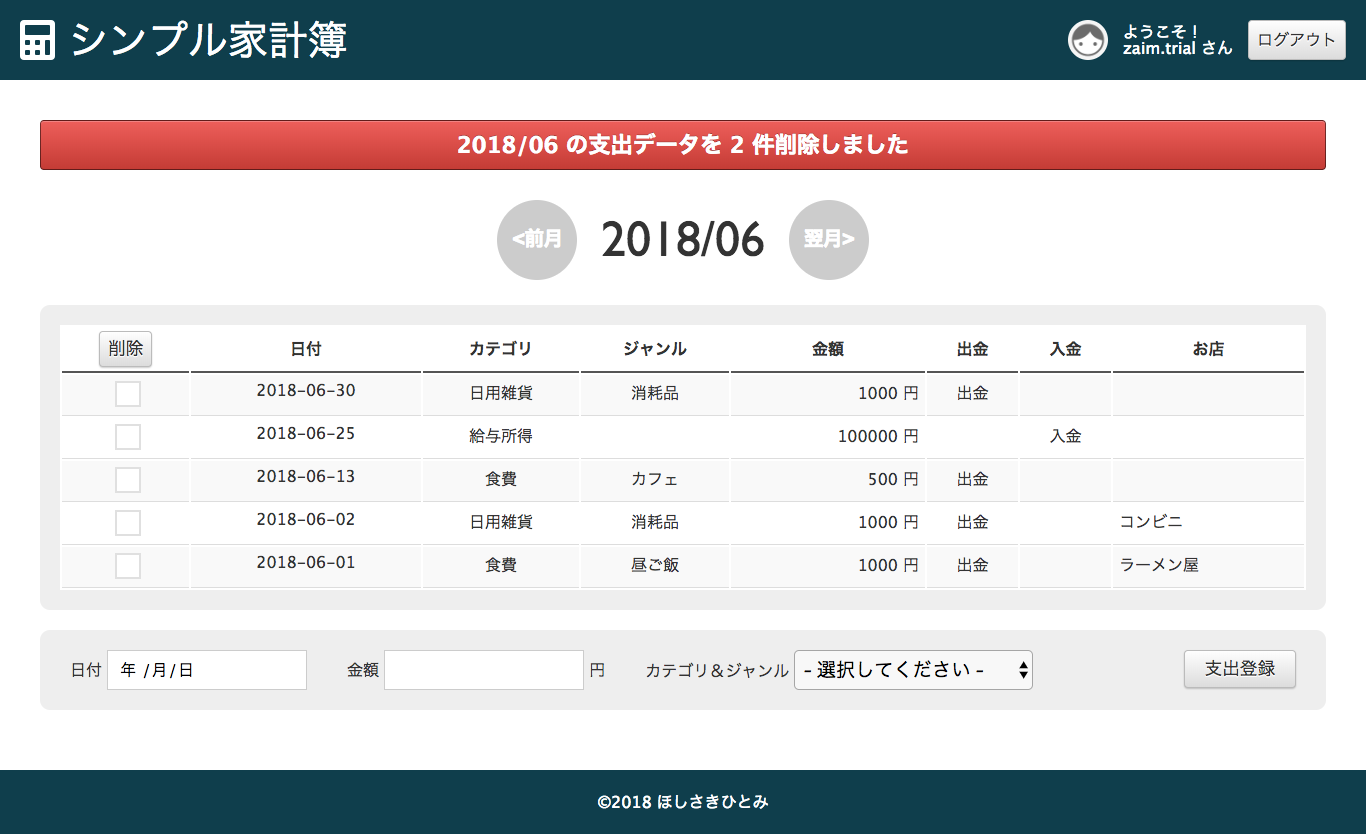 シンプル家計簿
ようこそ！
zaim.trial さん
ログアウト
2018/06 の支出データを 2 件削除しました
<前月 2018/06 翌月>
削除 日付 カテゴリ ジャンル 金額 出金 入金 お店
2018-06-30 日用雑貨 消耗品 1000 円 出金
2018-06-25 給与所得 100000 円 入金
2018-06-13 食費 カフェ 500 円 出金
2018-06-02 日用雑貨 消耗品 1000 円 出金 コンビニ
2018-06-01 食費 昼ご飯 1000 円 出金 ラーメン屋
日付 年 /月/日 金額 円 カテゴリ＆ジャンル - 選択してください - 支出登録
©2018 ほしさきひとみ